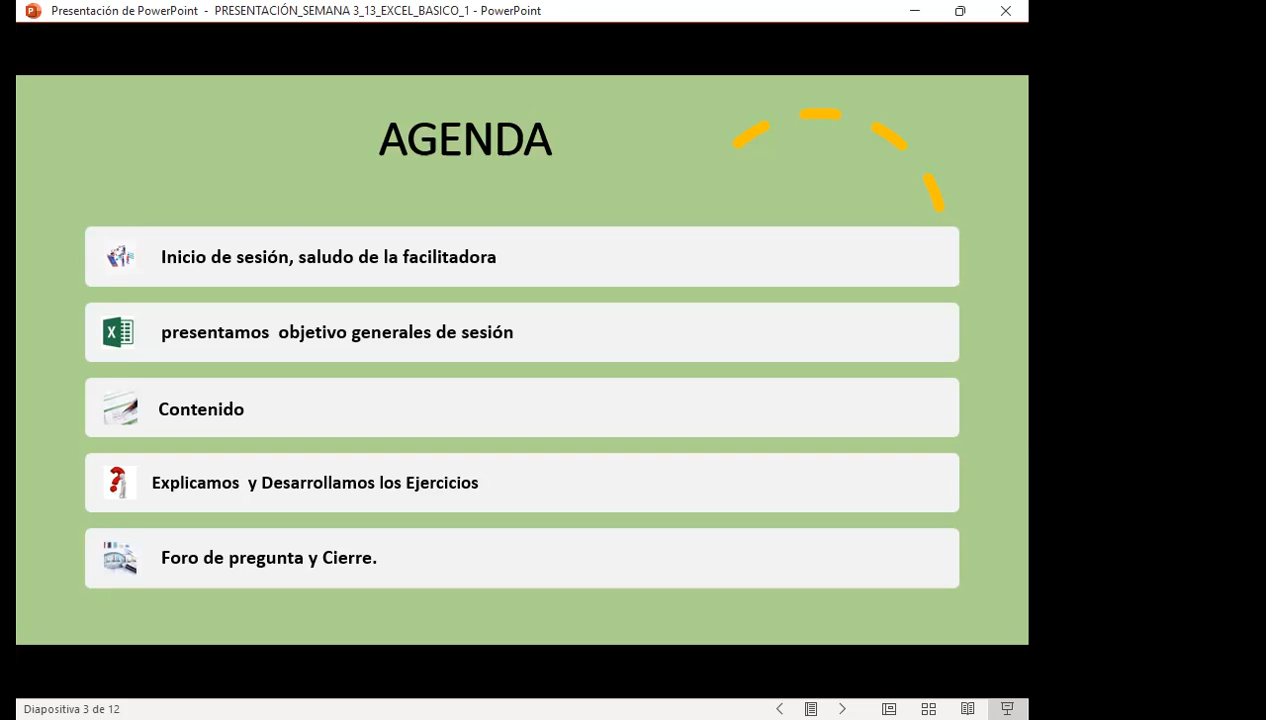 Presentación de PowerPoint - PRESENTACIÓN_SEMANA 3_13_EXCEL_BASICO_1 - PowerPoint
AGENDA
Inicio de sesión, saludo de la facilitadora
presentamos  objetivo generales de sesión
Contenido
Explicamos  y Desarrollamos los Ejercicios
Foro de pregunta y Cierre.
Diapositiva 3 de 12